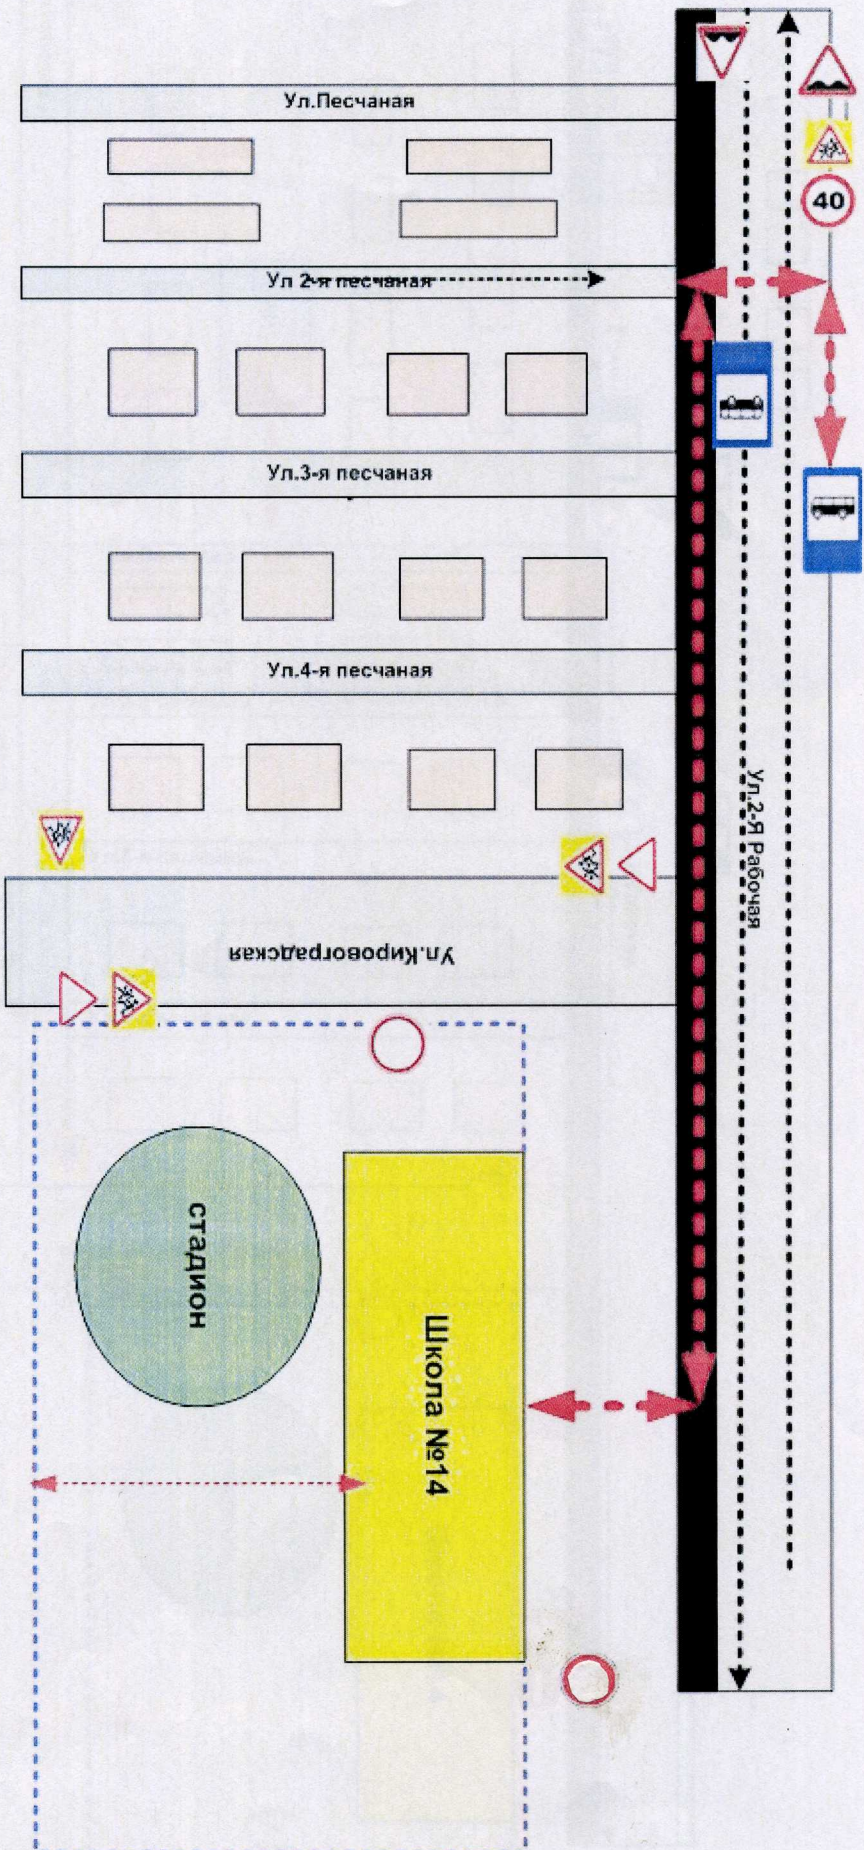 Ул.Песчаная
40
Ул 2-я песчаная
Ул.3-я песчаная
Ул.4-я песчаная
Ул.2-Я Рабочая
Ул.Кировоградская
стадион
Школа №14